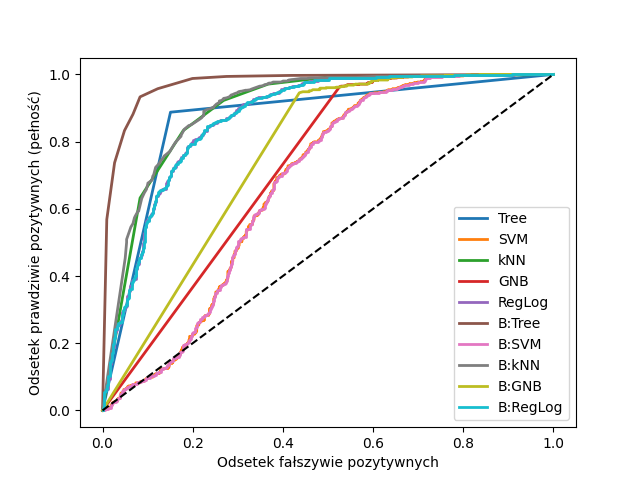 Odsetek prawdziwie pozytywnych (pełność)
1.0
0.8
0.6
0.4
0.2
0.0
0.0 0.2 0.4 0.6 0.8 1.0
Odsetek fałszywie pozytywnych
Tree
SVM
kNN
GNB
RegLog
B:Tree
B:SVM
B:kNN
B:GNB
B:RegLog